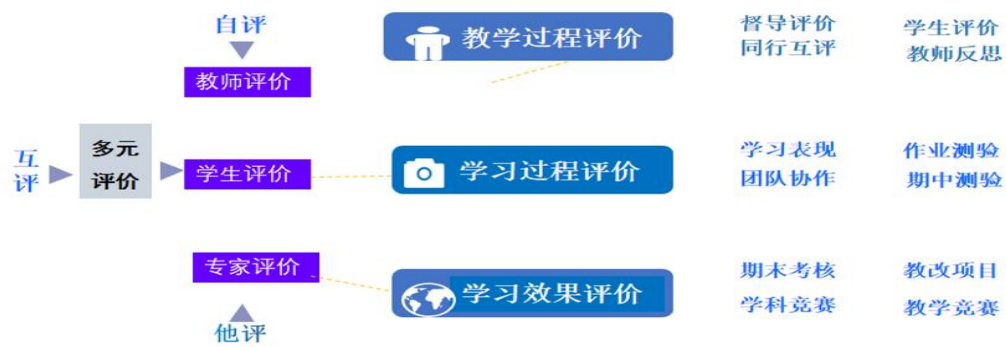 自评
教师评价
教学过程评价
督导评价 学生评价
同行互评 教师反思
互评
多元
评价
学生评价
学习过程评价
学习表现 作业测验
团队协作 期中测验
专家评价
他评
学习效果评价
期末考核 教改项目
学科竞赛 教学竞赛